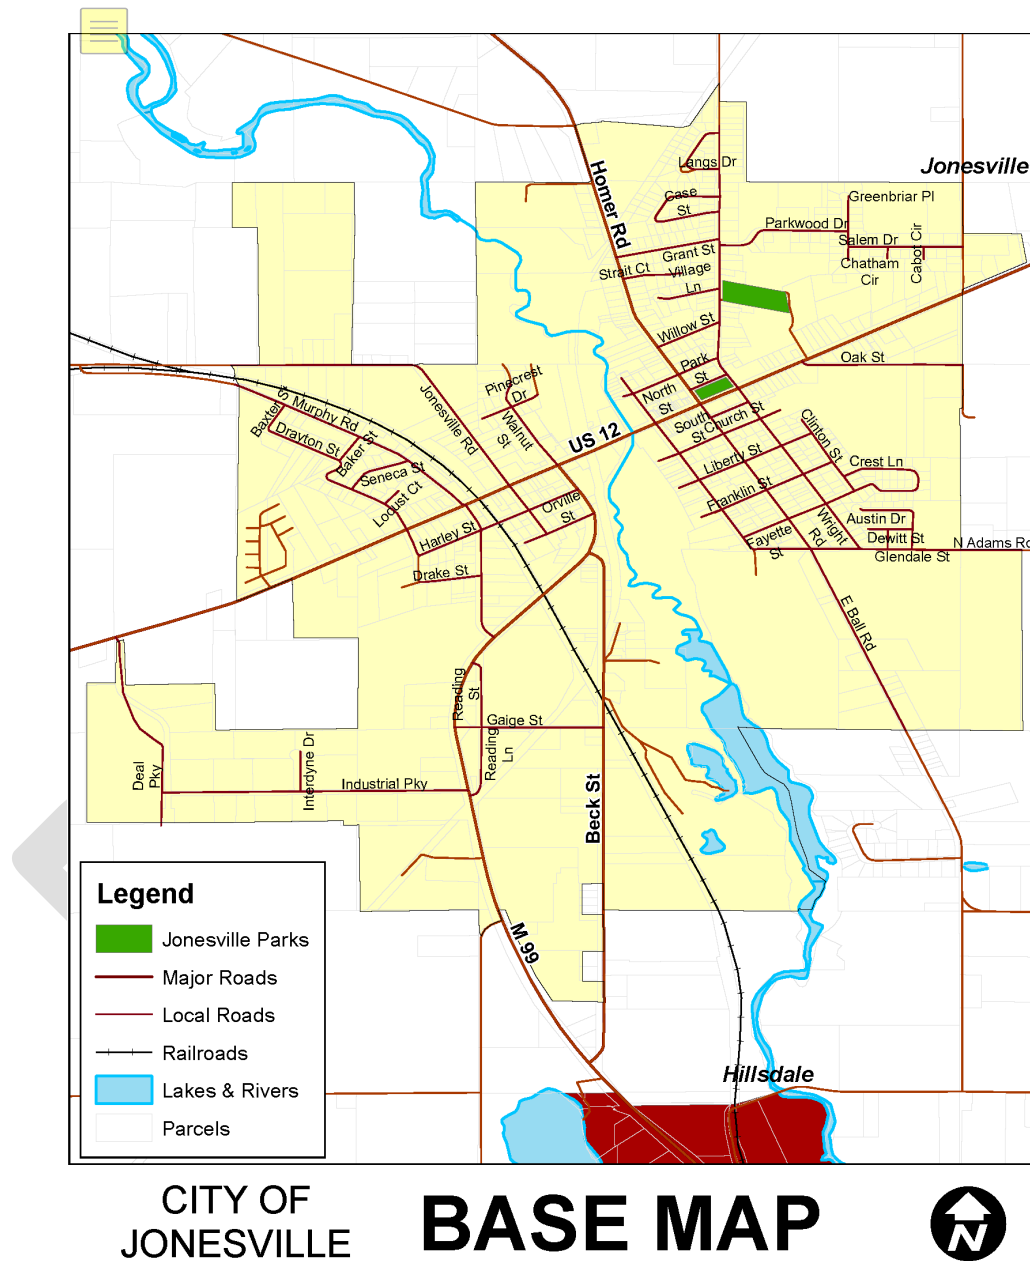 Jonesville
Langs Dr
Homer Rd
Case
St
Greenbriar Pl
Parkwood Dr
Salem Dr
Cabot Cir
Chatham
Cir
Grant St
Strait Ct
Village
Ln
Willow St
Park
St
Oak St
North
St
South
St
Church St
US 12
Pinecrest
Dr
Walnut
St
Jonesville Rd
Baxter S
Murphy Rd
Drayton St
Baker St
Seneca St
Locust Ct
Clinton St
Liberty St
Crest Ln
Franklin St
Orville
St
Harley St
Wright
Rd
Austin Dr
Fayette
St
Dewitt St
N Adams Rd
Glendale St
Drake St
E Ball Rd
Reading
St
Gaige St
Reading
Ln
Deal
Pky
Interdyne Dr
Industrial Pky
Beck St
M 99
Hillsdale
Legend
Jonesville Parks
Major Roads
Local Roads
Railroads
Lakes & Rivers
Parcels
CITY OF
JONESVILLE
BASE MAP
N